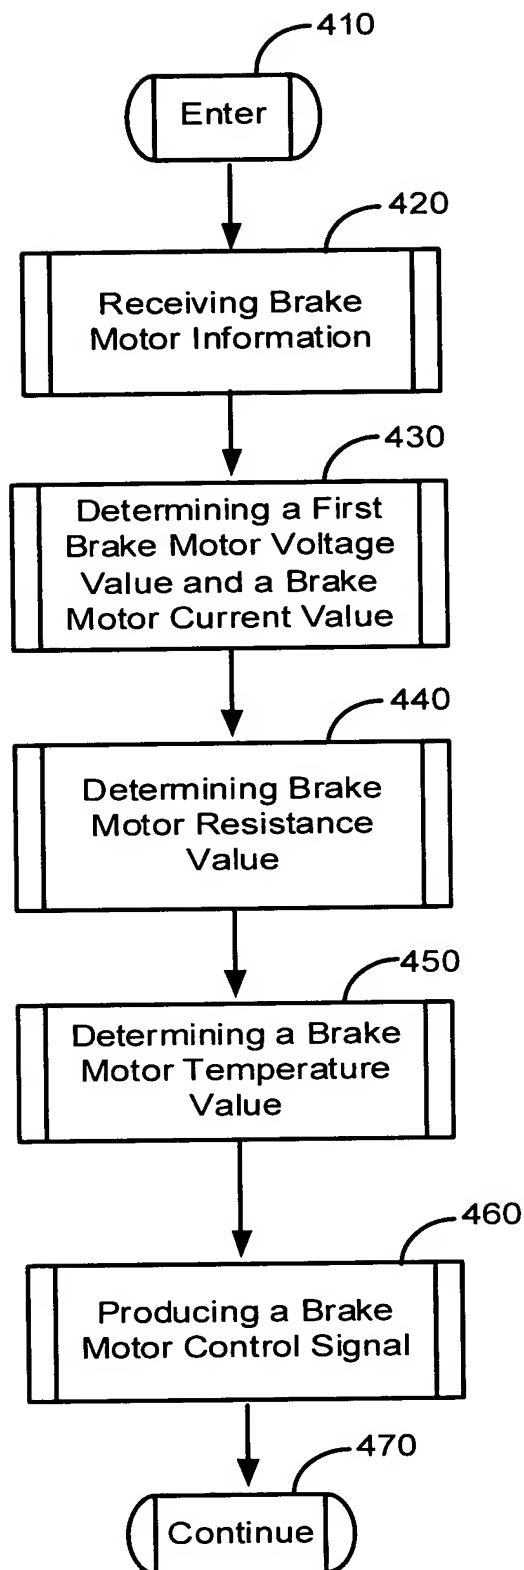 410
Enter
420
Receiving Brake
Motor Information
430
Determining a First
Brake Motor Voltage
Value and a Brake
Motor Current Value
440
Determining Brake
Motor Resistance
Value
450
Determining a Brake
Motor Temperature
Value
460
Producing a Brake
Motor Control Signal
470
Continue